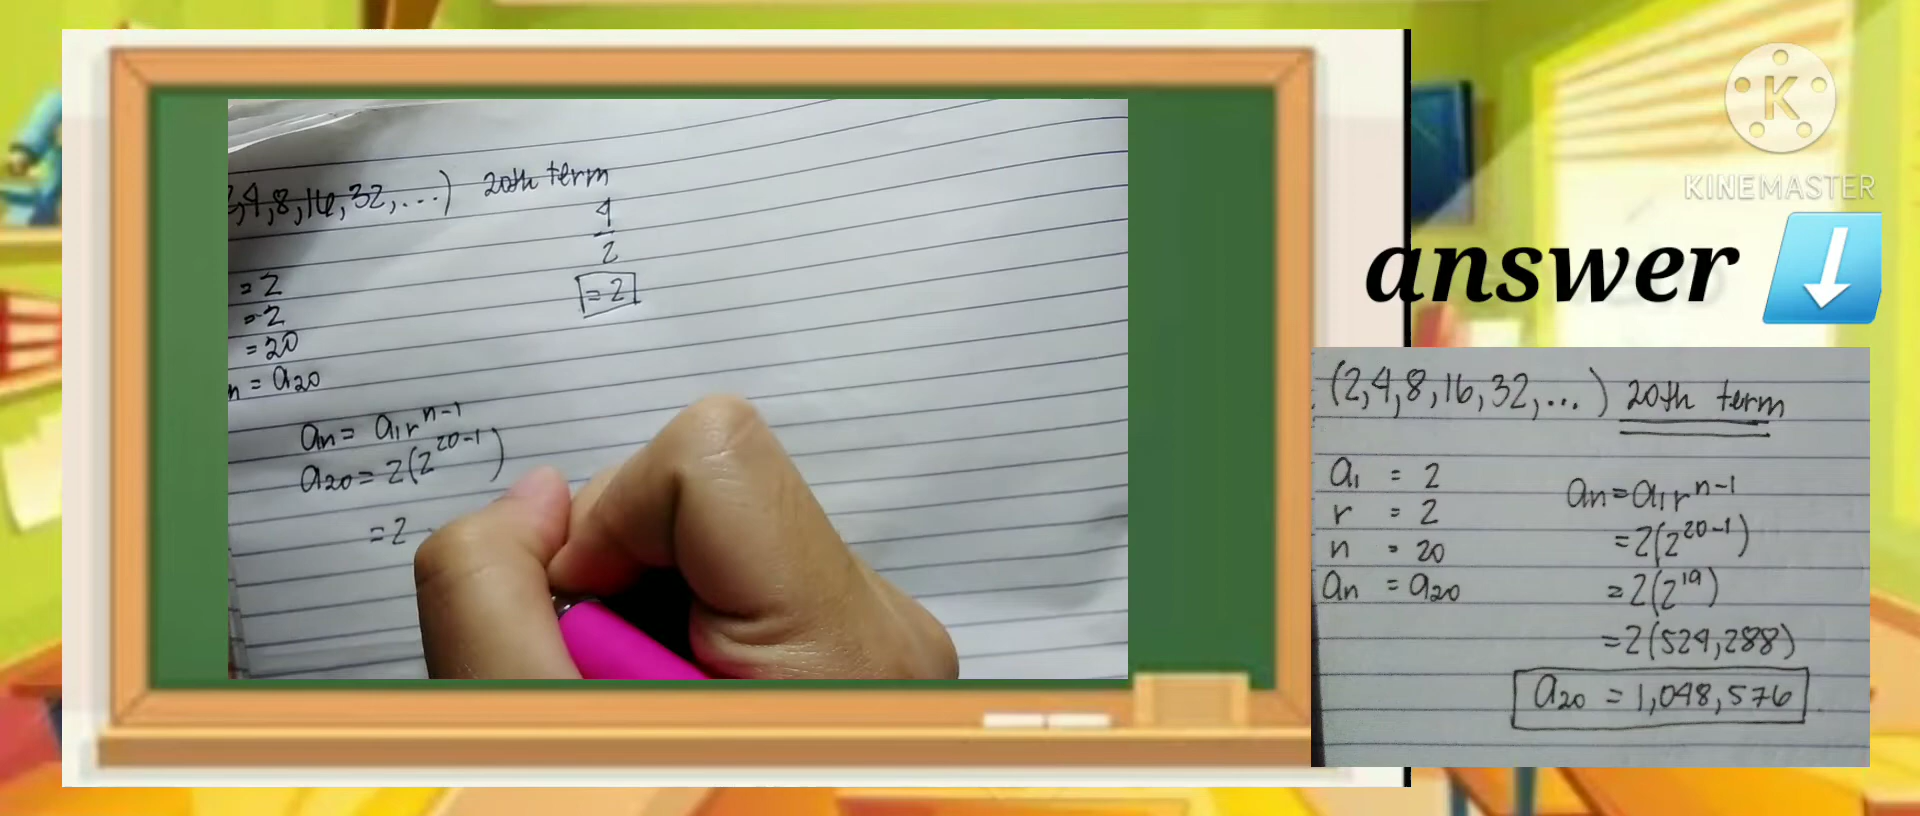 ,4,8,16,32,...) 20th term
4
2
= 2
= 2
= 2
= 20
n = a20
an = a1r^n-1
a20 = 2(2^20-1)
= 2
KINEMASTER
answer
(2,4,8,16,32,...) 20th term
a1 = 2
r = 2
n = 20
an = a20
an = a1r^n-1
= 2(2^20-1)
= 2(2^19)
= 2(524,288)
a20 = 1,048,576